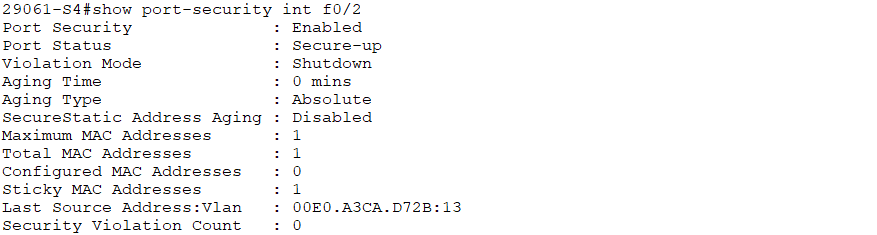 29061-S4#show port-security int f0/2
Port Security              : Enabled
Port Status                : Secure-up
Violation Mode             : Shutdown
Aging Time                 : 0 mins
Aging Type                 : Absolute
SecureStatic Address Aging : Disabled
Maximum MAC Addresses      : 1
Total MAC Addresses        : 1
Configured MAC Addresses   : 0
Sticky MAC Addresses       : 1
Last Source Address:Vlan   : 00E0.A3CA.D72B:13
Security Violation Count   : 0